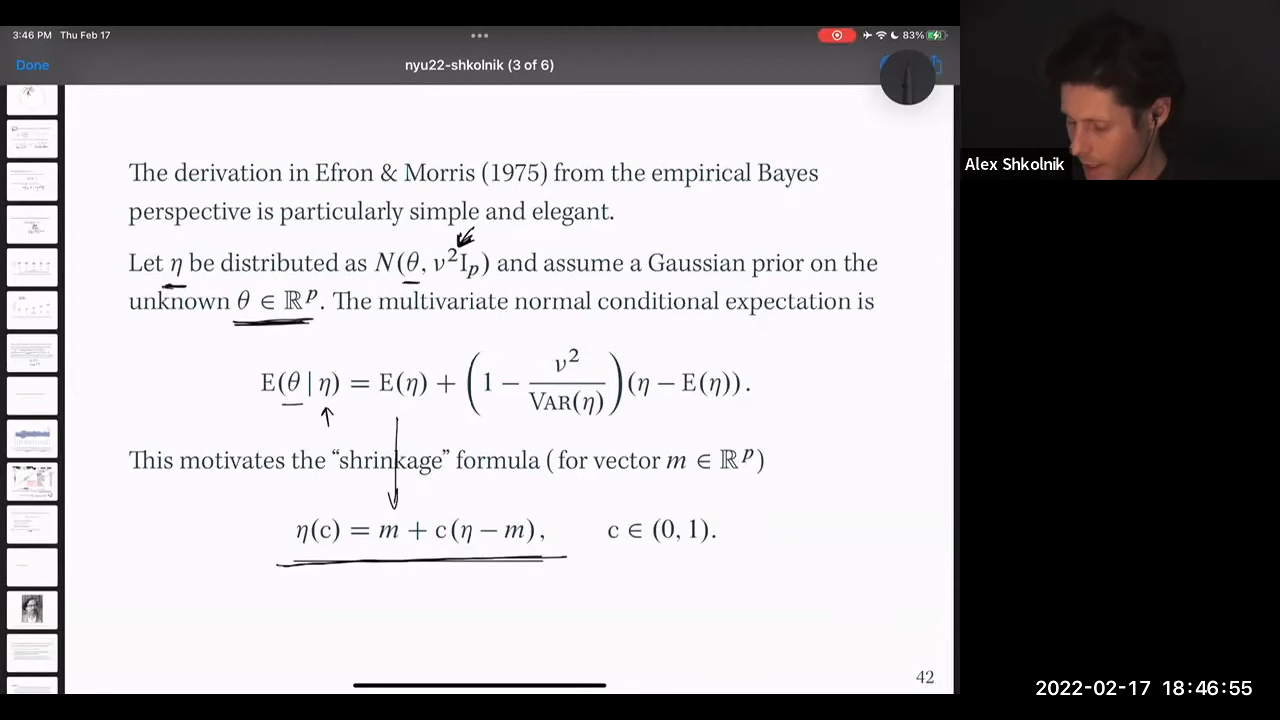 3:46 PM Thu Feb 17
83%
Done
nyu22-shkolnik (3 of 6)
Alex Shkolnik
The derivation in Efron & Morris (1975) from the empirical Bayes
perspective is particularly simple and elegant.
Let η be distributed as N(θ, ν²Iₚ) and assume a Gaussian prior on the
unknown θ ∈ ℝᵖ. The multivariate normal conditional expectation is
E(θ | η) = E(η) + (1 − ν² / VAR(η)) (η − E(η)).
This motivates the “shrinkage” formula (for vector m ∈ ℝᵖ)
η(c) = m + c(η − m), c ∈ (0, 1).
42
2022-02-17 18:46:55